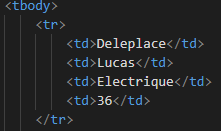 <tbody>
<tr>
<td>Deleplace</td>
<td>Lucas</td>
<td>Electrique</td>
<td>36</td>
</tr>